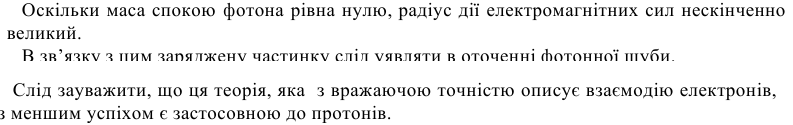 Оскільки маса спокою фотона рівна нулю, радіус дії електромагнітних сил нескінченно
великий.
В зв’язку з цим заряджену частинку слід уявляти в оточенні фотонної шуби.
Слід зауважити, що ця теорія, яка з вражаючою точністю описує взаємодію електронів,
з меншим успіхом є застосовною до протонів.